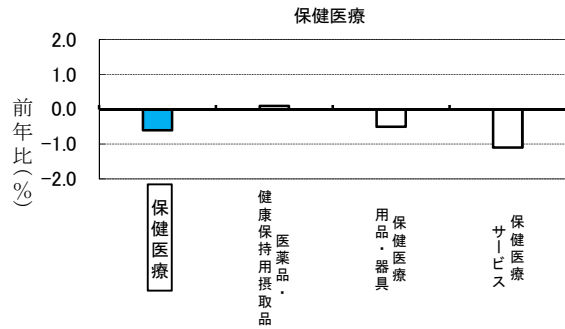 保健医療
2.0
1.0
0.0
-1.0
-2.0
前年比(%)
保健医療
医薬品・
健康保持用摂取品
保健医療
用品・器具
保健医療
サービス